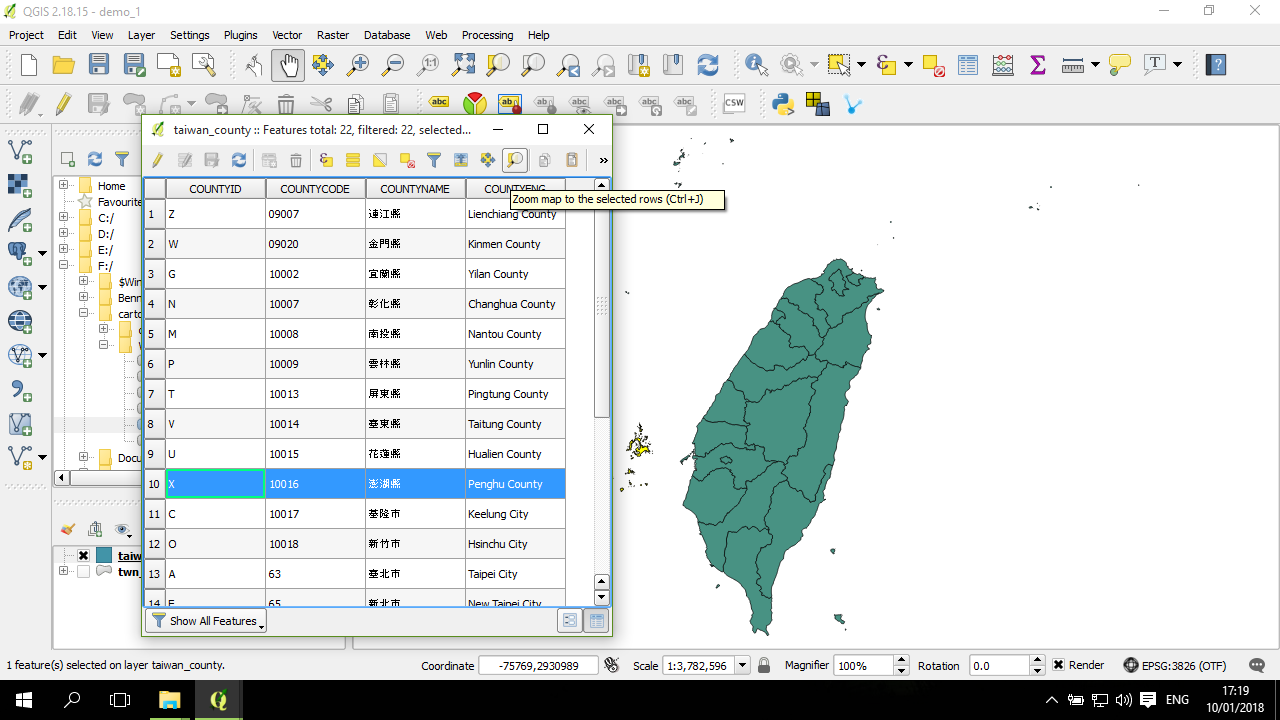 QGIS 2.18.15 - demo_1
Project Edit View Layer Settings Plugins Vector Raster Database Web Processing Help
abc CSW
taiwan_county :: Features total: 22, filtered: 22, selected...
Home
Favourite
C:/
D:/
E:/
F:/
$Win
Benn
carto
Docu
COUNTYID COUNTYCODE COUNTYNAME COUNTYENG
Zoom map to the selected rows (Ctrl+J)
1 Z 09007 連江縣 Lienchiang County
2 W 09020 金門縣 Kinmen County
3 G 10002 宜蘭縣 Yilan County
4 N 10007 彰化縣 Changhua County
5 M 10008 南投縣 Nantou County
6 P 10009 雲林縣 Yunlin County
7 T 10013 屏東縣 Pingtung County
8 V 10014 臺東縣 Taitung County
9 U 10015 花蓮縣 Hualien County
10 X 10016 澎湖縣 Penghu County
11 C 10017 基隆市 Keelung City
12 O 10018 新竹市 Hsinchu City
13 A 63 臺北市 Taipei City
14 F 65 新北市 New Taipei City
Show All Features
taiw
twn_
1 feature(s) selected on layer taiwan_county.
Coordinate -75769,2930989 Scale 1:3,782,596 Magnifier 100% Rotation 0.0 Render EPSG:3826 (OTF)
ENG
17:19
10/01/2018